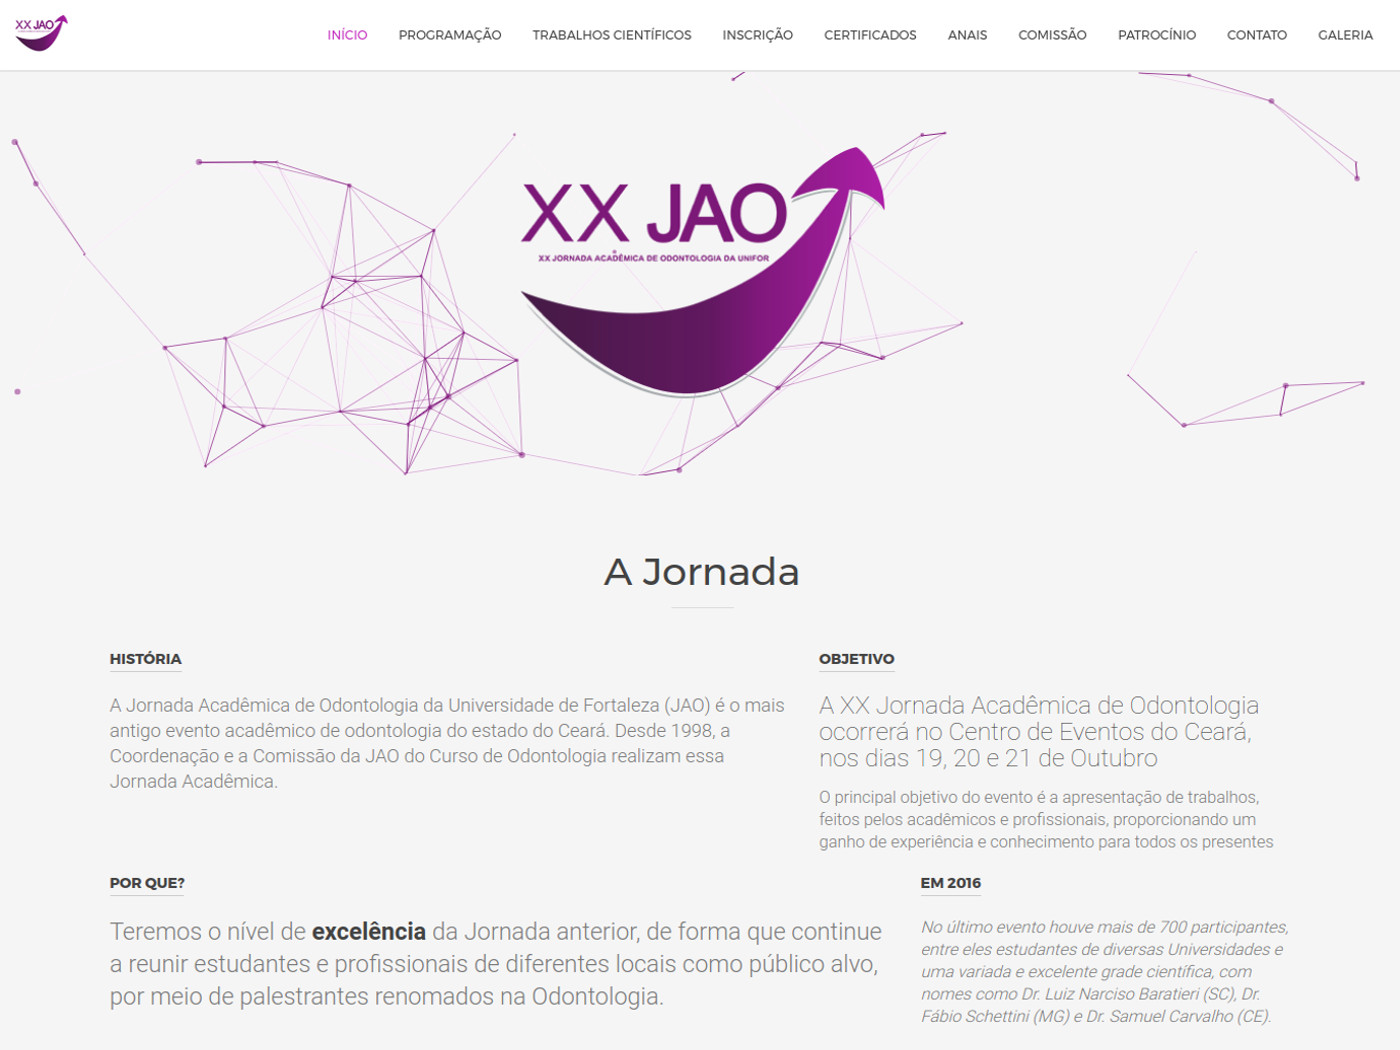 XX JAO
INÍCIO PROGRAMAÇÃO TRABALHOS CIENTÍFICOS INSCRIÇÃO CERTIFICADOS ANAIS COMISSÃO PATROCÍNIO CONTATO GALERIA
XX JAO
XX JORNADA ACADÊMICA DE ODONTOLOGIA DA UNIFOR
A Jornada
HISTÓRIA
A Jornada Acadêmica de Odontologia da Universidade de Fortaleza (JAO) é o mais
antigo evento acadêmico de odontologia do estado do Ceará. Desde 1998, a
Coordenação e a Comissão da JAO do Curso de Odontologia realizam essa
Jornada Acadêmica.
OBJETIVO
A XX Jornada Acadêmica de Odontologia
ocorrerá no Centro de Eventos do Ceará,
nos dias 19, 20 e 21 de Outubro
O principal objetivo do evento é a apresentação de trabalhos,
feitos pelos acadêmicos e profissionais, proporcionando um
ganho de experiência e conhecimento para todos os presentes
POR QUE?
Teremos o nível de excelência da Jornada anterior, de forma que continue
a reunir estudantes e profissionais de diferentes locais como público alvo,
por meio de palestrantes renomados na Odontologia.
EM 2016
No último evento houve mais de 700 participantes,
entre eles estudantes de diversas Universidades e
uma variada e excelente grade científica, com
nomes como Dr. Luiz Narciso Baratieri (SC), Dr.
Fábio Schettini (MG) e Dr. Samuel Carvalho (CE).